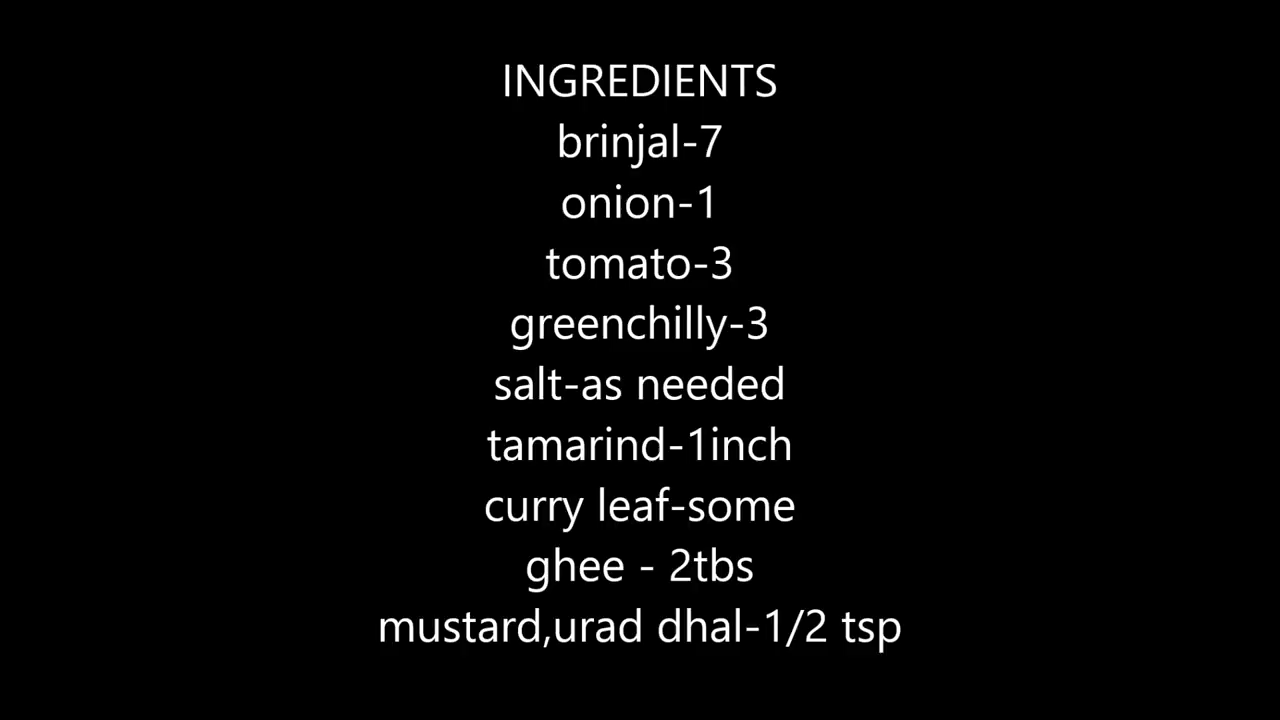 INGREDIENTS
brinjal-7
onion-1
tomato-3
greenchilly-3
salt-as needed
tamarind-1inch
curry leaf-some
ghee - 2tbs
mustard,urad dhal-1/2 tsp